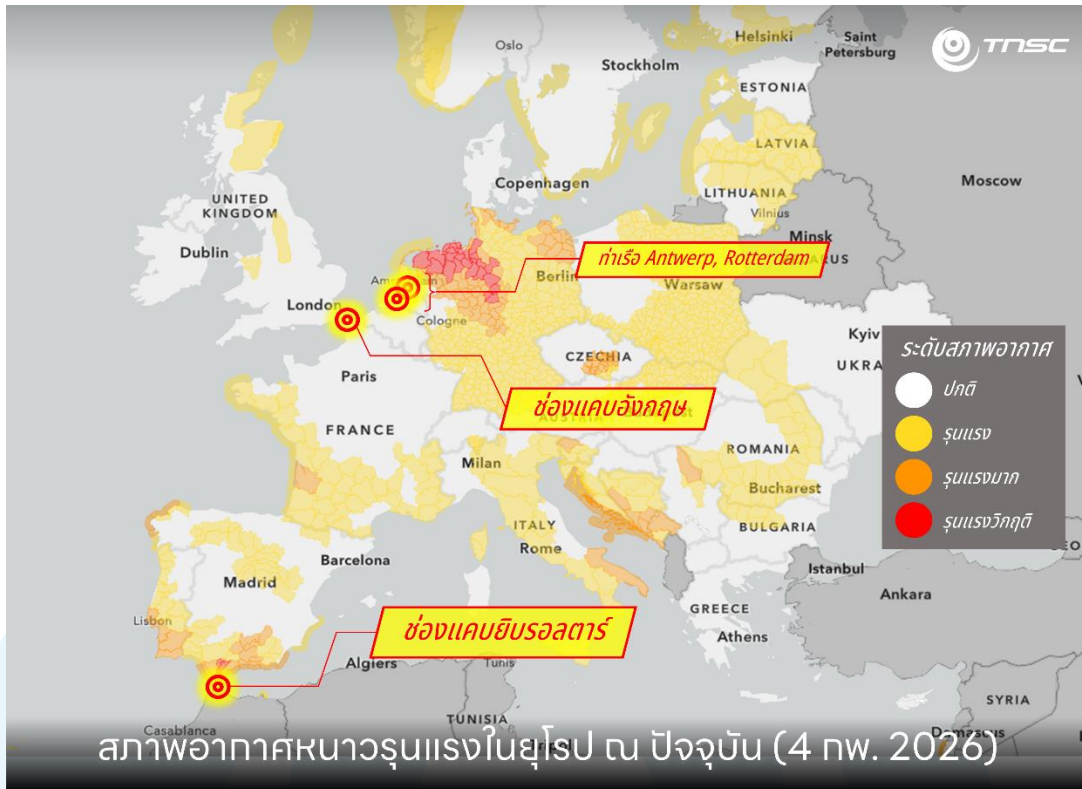 Helsinki
Saint
Petersburg
TNSC
Oslo
Stockholm
ESTONIA
LATVIA
Moscow
Copenhagen
LITHUANIA
Vilnius
UNITED
KINGDOM
Dublin
Minsk
ท่าเรือ Antwerp, Rotterdam
Berlin
Warsaw
London
Cologne
Kyiv
ระดับสภาพอากาศ
ปกติ
รุนแรง
รุนแรงมาก
รุนแรงวิกฤติ
CZECHIA
Paris
ช่องแคบอังกฤษ
FRANCE
Milan
ROMANIA
Bucharest
ITALY
Rome
BULGARIA
Barcelona
Madrid
Istanbul
Ankara
GREECE
Athens
Lisbon
ช่องแคบยิบรอลตาร์
Algiers
Tunis
SYRIA
Casablanca
TUNISIA
Damascus
สภาพอากาศหนาวรุนแรงในยุโรป ณ ปัจจุบัน (4 กพ. 2026)